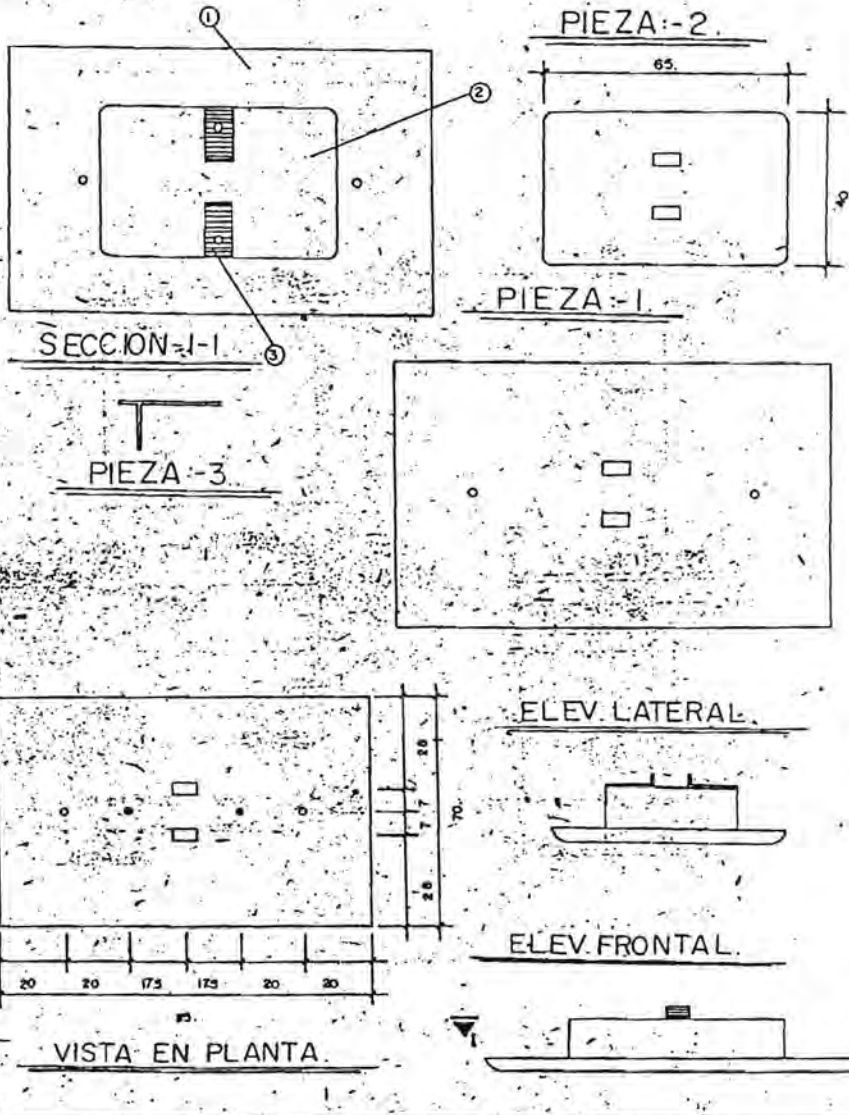 1
PIEZA:-2.
65.
2
40
PIEZA:-1.
SECCION-1-1
3
PIEZA:-3
ELEV. LATERAL.
28
7 7
70.
28
ELEV. FRONTAL.
20 20 17.5 17.5 20 20
1
VISTA EN PLANTA.